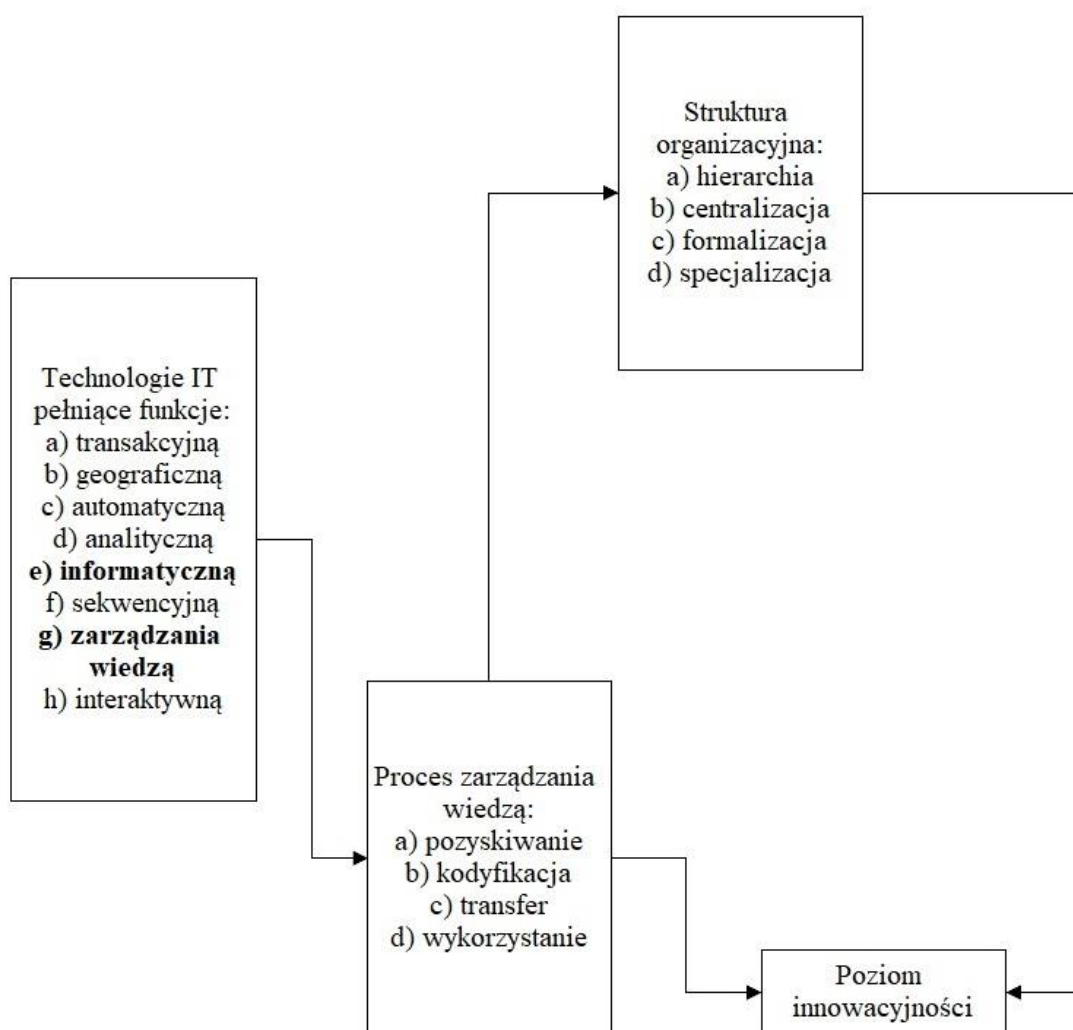 Struktura
organizacyjna:
a) hierarchia
b) centralizacja
c) formalizacja
d) specjalizacja
Technologie IT
pełniące funkcje:
a) transakcyjną
b) geograficzną
c) automatyczną
d) analityczną
e) informatyczną
f) sekwencyjną
g) zarządzania
wiedzą
h) interaktywną
Proces zarządzania
wiedzą:
a) pozyskiwanie
b) kodyfikacja
c) transfer
d) wykorzystanie
Poziom
innowacyjności